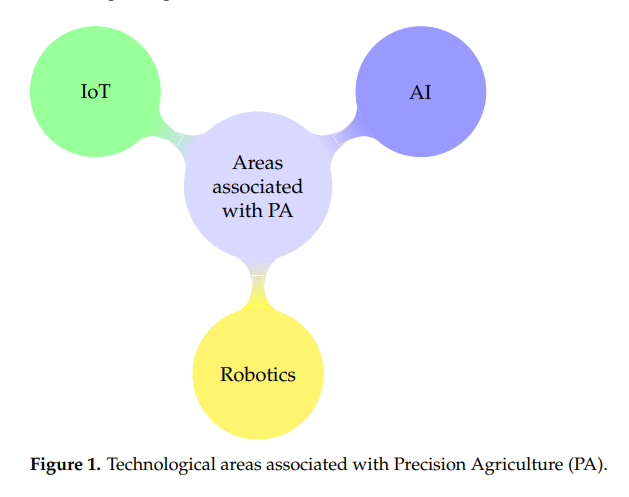 IoT
AI
Areas
associated
with PA
Robotics
Figure 1. Technological areas associated with Precision Agriculture (PA).